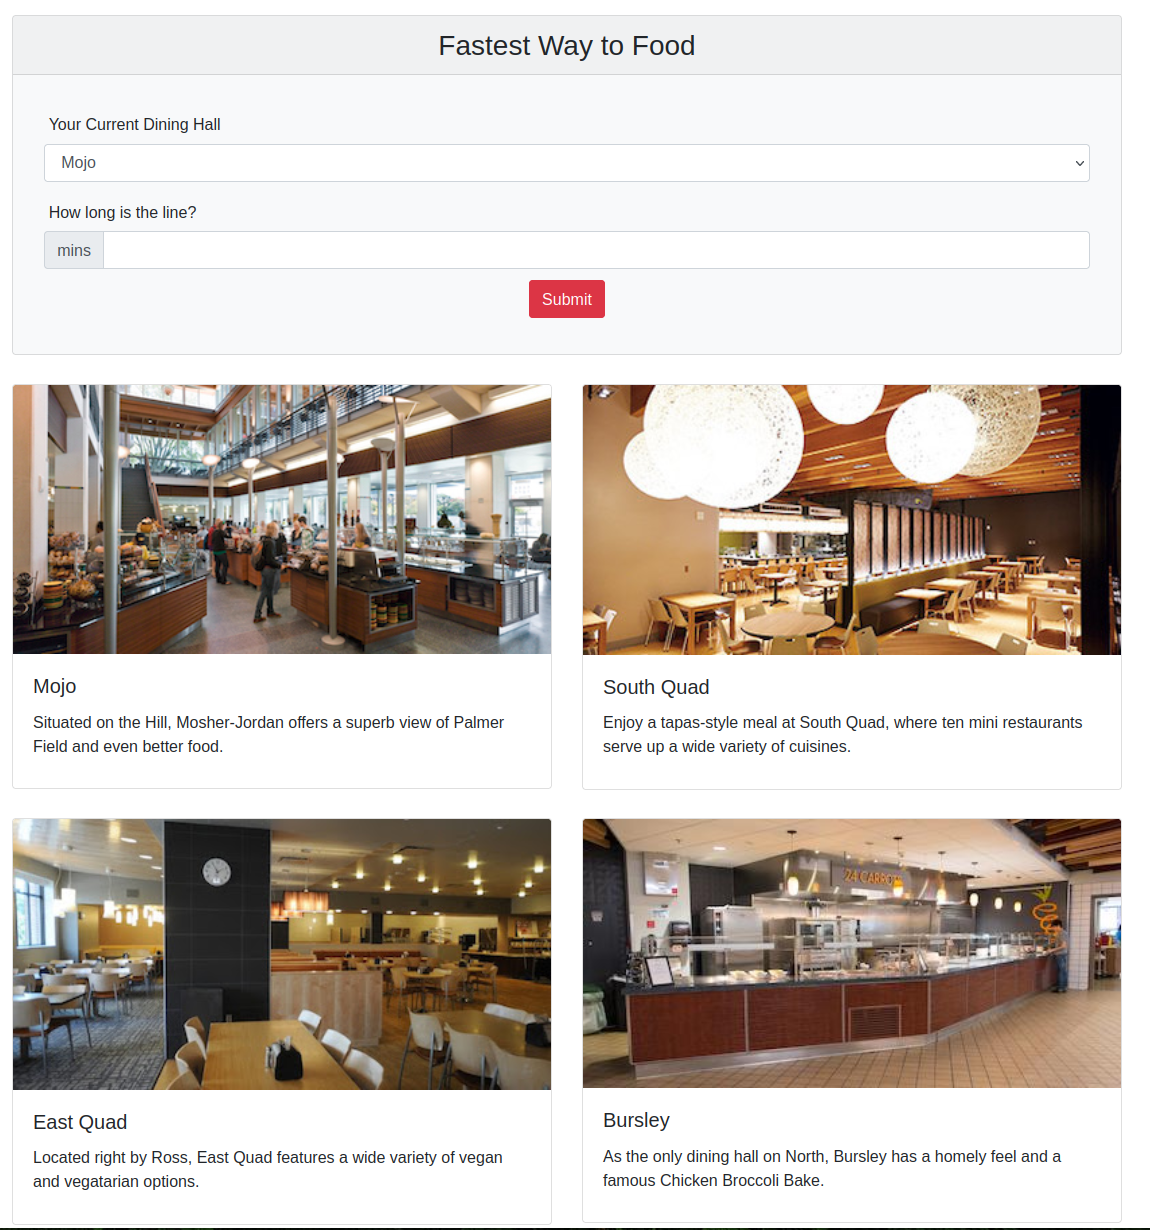 Fastest Way to Food
Your Current Dining Hall
Mojo
How long is the line?
mins
Submit
Mojo
Situated on the Hill, Mosher-Jordan offers a superb view of Palmer
Field and even better food.
South Quad
Enjoy a tapas-style meal at South Quad, where ten mini restaurants
serve up a wide variety of cuisines.
East Quad
Located right by Ross, East Quad features a wide variety of vegan
and vegatarian options.
24 CARROTS
Bursley
As the only dining hall on North, Bursley has a homely feel and a
famous Chicken Broccoli Bake.